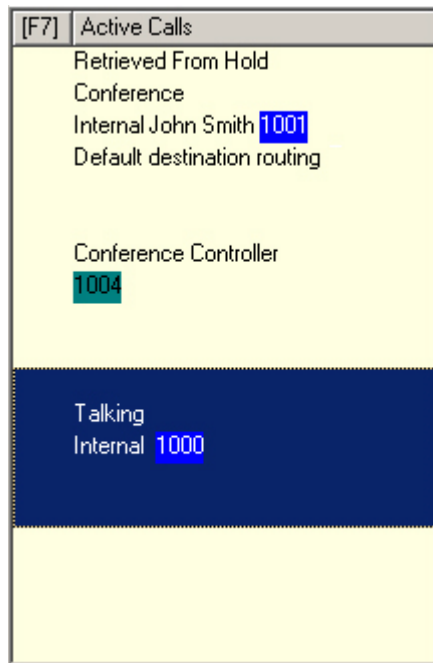 [F7] Active Calls
Retrieved From Hold
Conference
Internal John Smith 1001
Default destination routing
Conference Controller
1004
Talking
Internal 1000